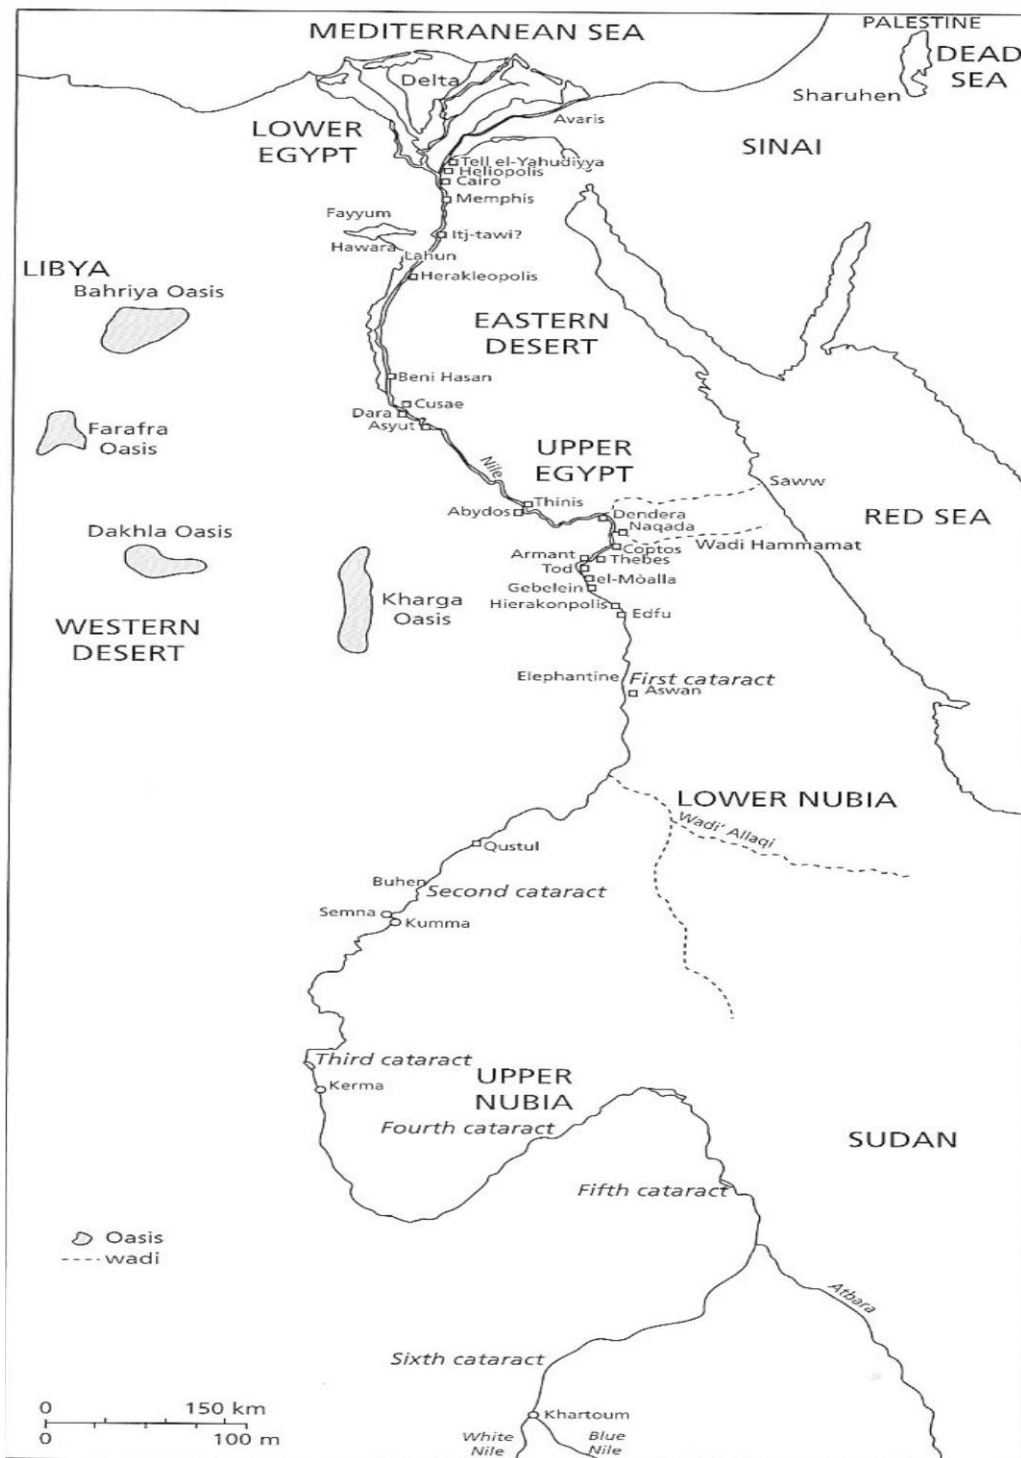 MEDITERRANEAN SEA
PALESTINE
DEAD
SEA
Delta
Sharuhen
Avaris
LOWER
EGYPT
SINAI
Tell el-Yahudiyya
Heliopolis
Cairo
Memphis
Fayyum
Itj-tawi?
Hawara
Lahun
LIBYA
Herakleopolis
Bahriya Oasis
EASTERN
DESERT
Beni Hasan
Cusae
Dara
Asyut
Farafra
Oasis
UPPER
EGYPT
Nile
Saww
Thinis
Abydos
Dendera
Naqada
RED SEA
Dakhla Oasis
Coptos
Wadi Hammamat
Armant
Thebes
Tod
el-Mòalla
Gebelein
Kharga
Oasis
Hierakonpolis
Edfu
WESTERN
DESERT
Elephantine
First cataract
Aswan
LOWER NUBIA
Wadi' Allaqi
Qustul
Buhen
Second cataract
Semna
Kumma
Third cataract
Kerma
UPPER
NUBIA
Fourth cataract
SUDAN
Fifth cataract
Oasis
wadi
Atbara
Sixth cataract
0 150 km
0 100 m
Khartoum
White
Nile
Blue
Nile